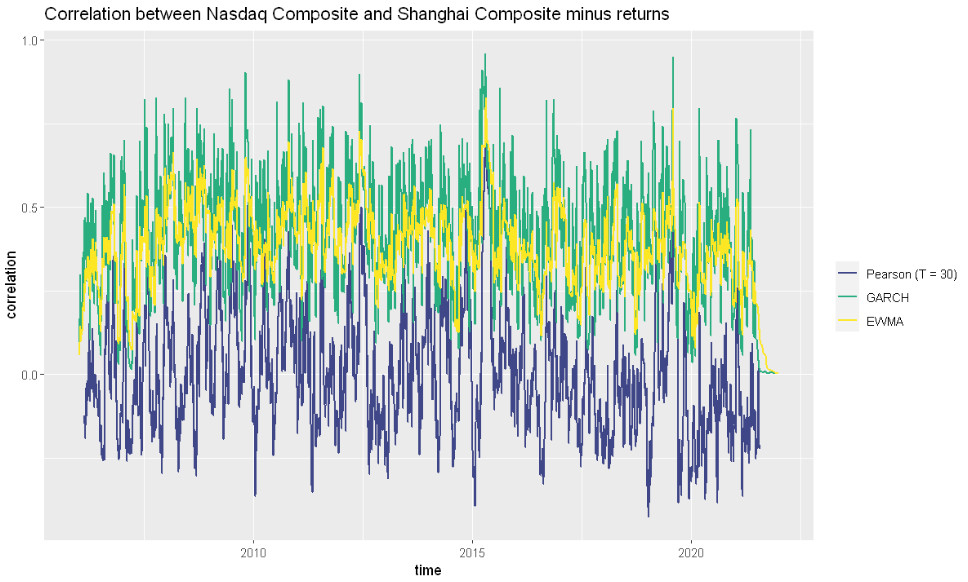 Correlation between Nasdaq Composite and Shanghai Composite minus returns
1.0
0.5
0.0
correlation
2010
2015
2020
time
Pearson (T = 30)
GARCH
EWMA